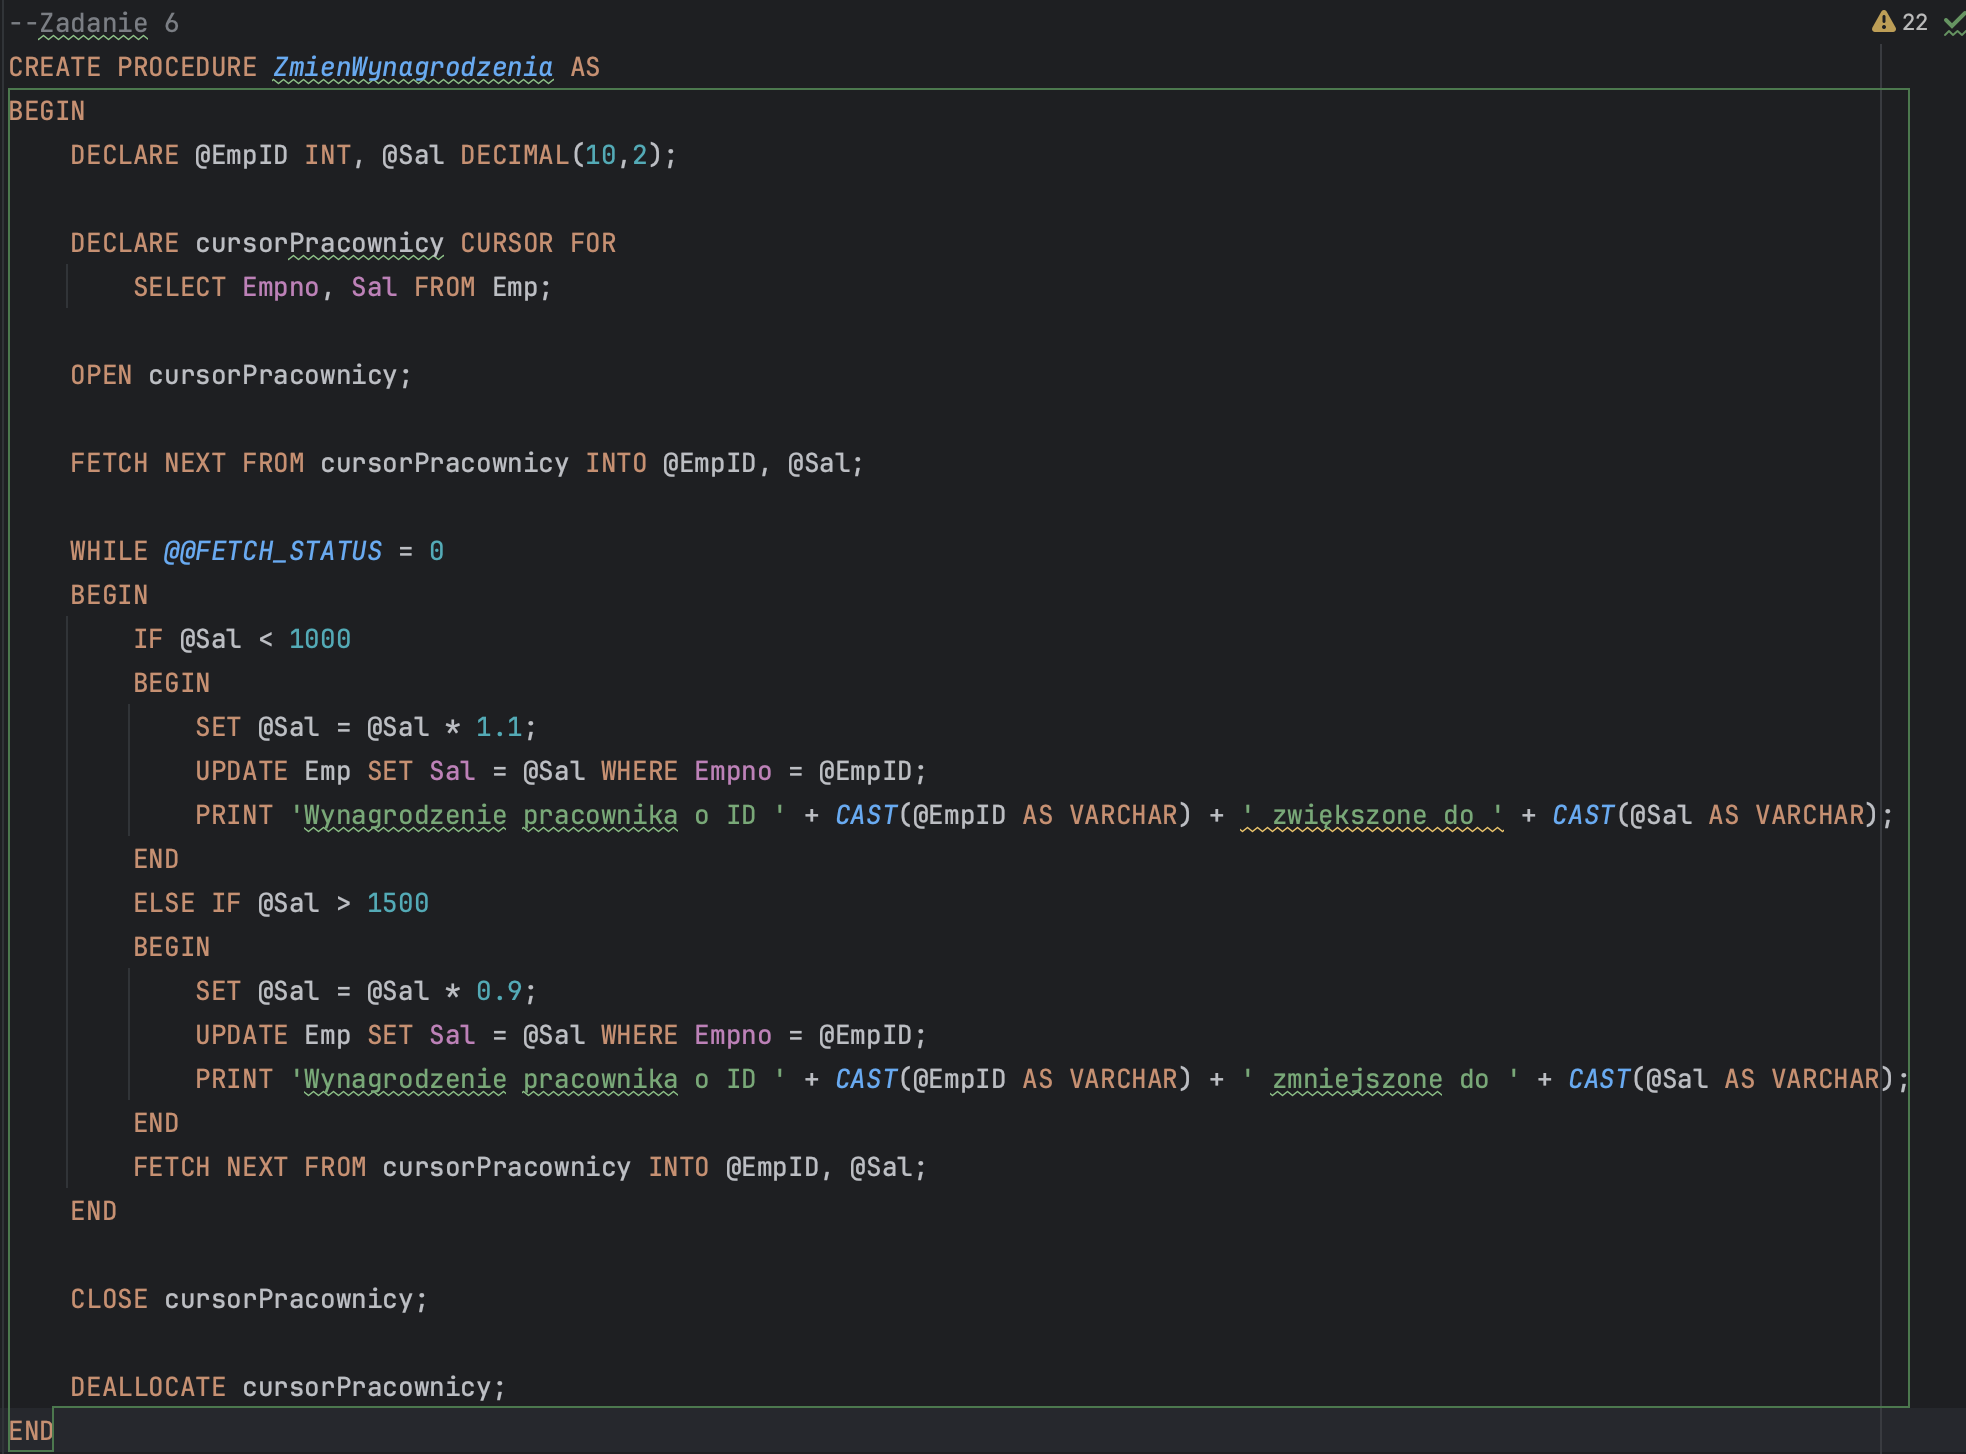 --Zadanie 6
22
CREATE PROCEDURE ZmienWynagrodzenia AS
BEGIN
    DECLARE @EmpID INT, @Sal DECIMAL(10,2);
    DECLARE cursorPracownicy CURSOR FOR
        SELECT Empno, Sal FROM Emp;
    OPEN cursorPracownicy;
    FETCH NEXT FROM cursorPracownicy INTO @EmpID, @Sal;
    WHILE @@FETCH_STATUS = 0
    BEGIN
        IF @Sal < 1000
        BEGIN
            SET @Sal = @Sal * 1.1;
            UPDATE Emp SET Sal = @Sal WHERE Empno = @EmpID;
            PRINT 'Wynagrodzenie pracownika o ID ' + CAST(@EmpID AS VARCHAR) + ' zwiększone do ' + CAST(@Sal AS VARCHAR);
        END
        ELSE IF @Sal > 1500
        BEGIN
            SET @Sal = @Sal * 0.9;
            UPDATE Emp SET Sal = @Sal WHERE Empno = @EmpID;
            PRINT 'Wynagrodzenie pracownika o ID ' + CAST(@EmpID AS VARCHAR) + ' zmniejszone do ' + CAST(@Sal AS VARCHAR);
        END
        FETCH NEXT FROM cursorPracownicy INTO @EmpID, @Sal;
    END
    CLOSE cursorPracownicy;
    DEALLOCATE cursorPracownicy;
END